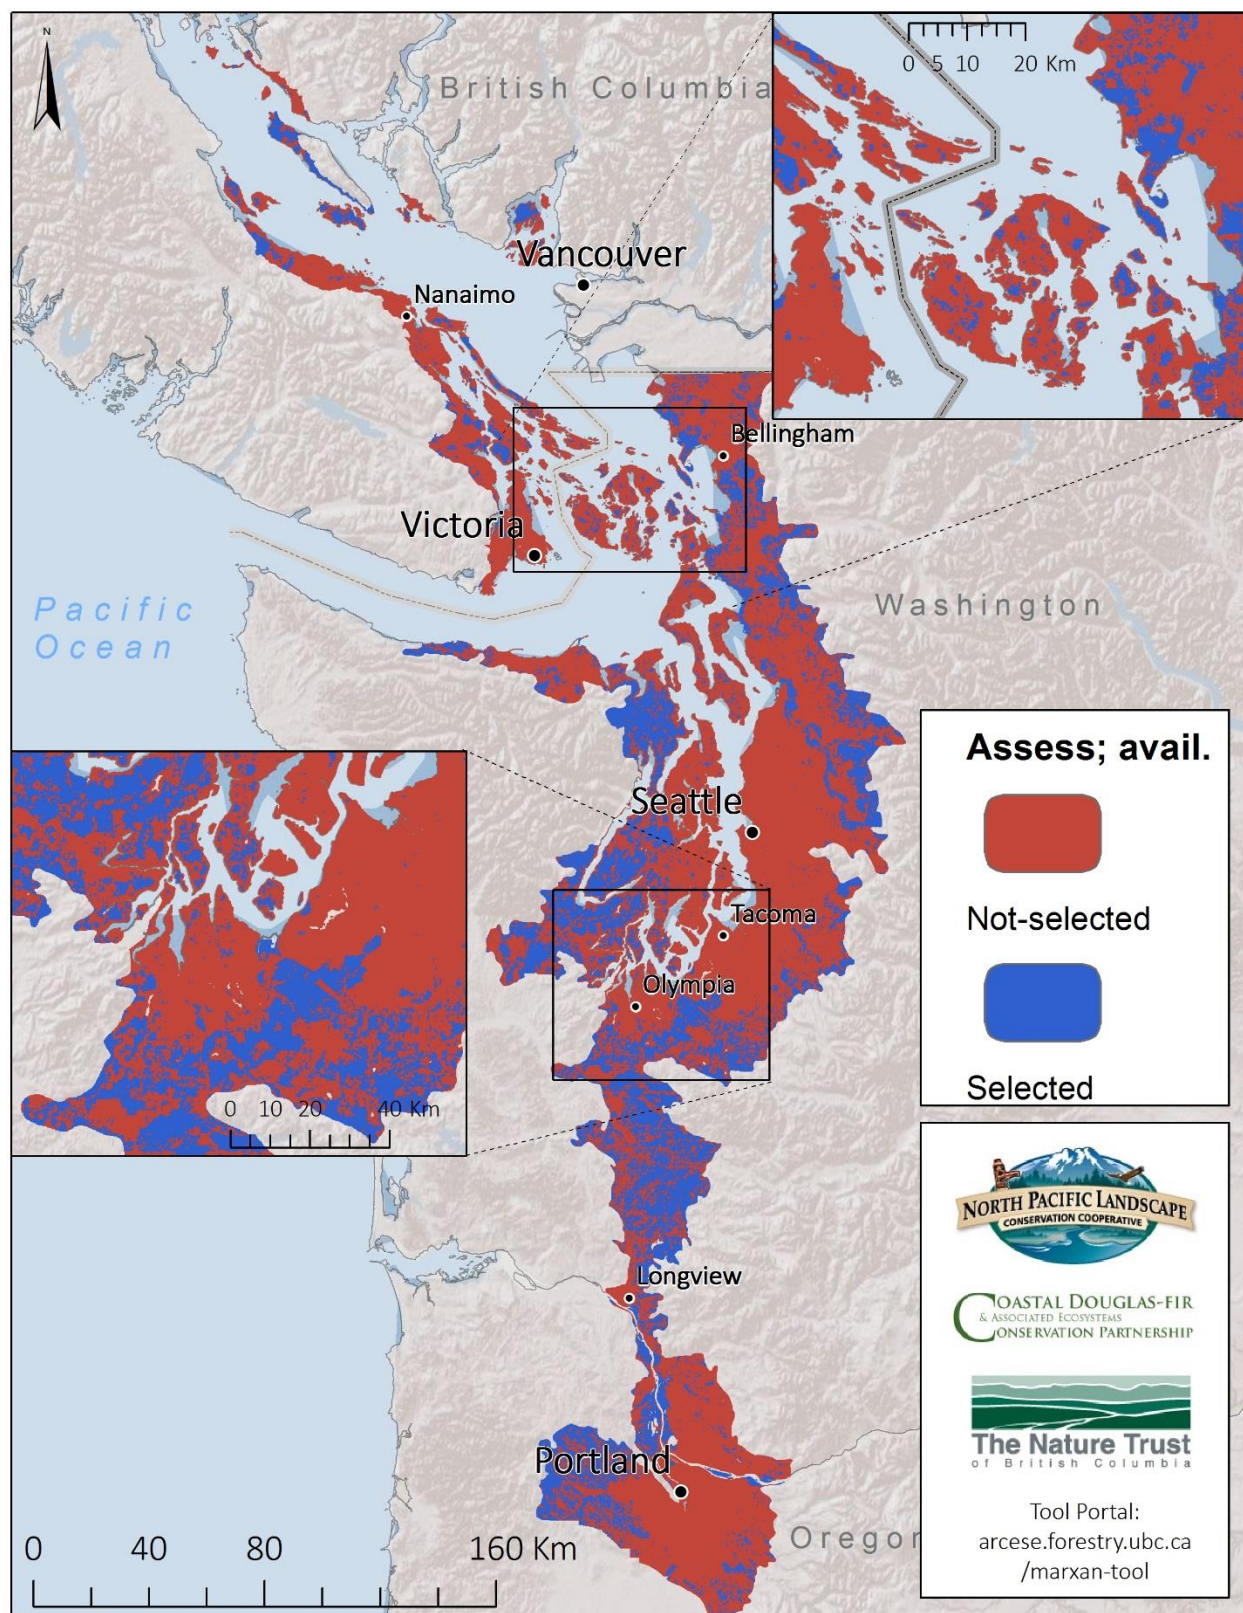 N
British Columbia
0 5 10 20 Km
Vancouver
Nanaimo
Bellingham
Victoria
Pacific
Ocean
Washington
Assess; avail.
Not-selected
Selected
Seattle
Tacoma
Olympia
0 10 20 40 Km
Longview
Portland
Oregon
0 40 80 160 Km
NORTH PACIFIC LANDSCAPE
CONSERVATION COOPERATIVE
COASTAL DOUGLAS-FIR
& ASSOCIATED ECOSYSTEMS
CONSERVATION PARTNERSHIP
The Nature Trust
of British Columbia
Tool Portal:
arcese.forestry.ubc.ca
/marxan-tool